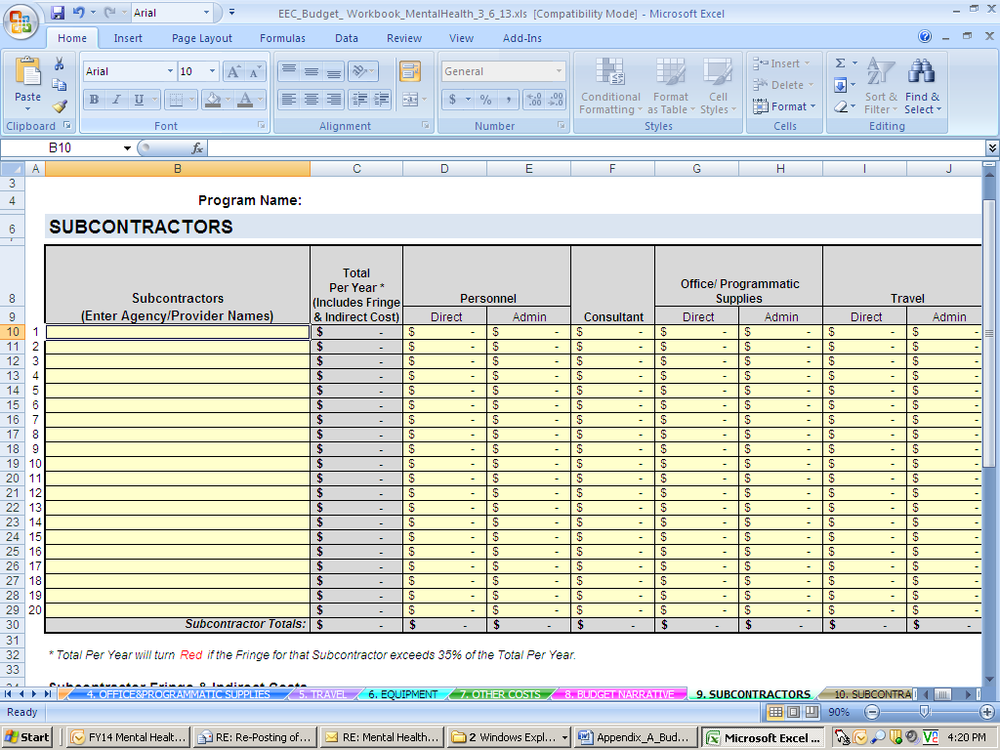 EEC_Budget_ Workbook_MentalHealth_3_6_13.xls [Compatibility Mode] - Microsoft Excel
Arial
Home Insert Page Layout Formulas Data Review View Add-Ins
Paste
Arial 10 A A
B I U A
General
$ % , .00 .0
Conditional Formatting Format as Table Cell Styles
Insert
Delete
Format
Σ
Sort & Filter Find & Select
Clipboard Font Alignment Number Styles Cells Editing
B10 fx
A B C D E F G H I J
3
4 Program Name:
6 SUBCONTRACTORS
8 Subcontractors
(Enter Agency/Provider Names)
Total
Per Year *
(Includes Fringe
& Indirect Cost)
Personnel
Consultant
Office/ Programmatic
Supplies
Travel
9 Direct Admin Direct Admin Direct Admin
10 1 $ - $ - $ - $ - $ - $ - $ - $ -
11 2 $ - $ - $ - $ - $ - $ - $ - $ -
12 3 $ - $ - $ - $ - $ - $ - $ - $ -
13 4 $ - $ - $ - $ - $ - $ - $ - $ -
14 5 $ - $ - $ - $ - $ - $ - $ - $ -
15 6 $ - $ - $ - $ - $ - $ - $ - $ -
16 7 $ - $ - $ - $ - $ - $ - $ - $ -
17 8 $ - $ - $ - $ - $ - $ - $ - $ -
18 9 $ - $ - $ - $ - $ - $ - $ - $ -
19 10 $ - $ - $ - $ - $ - $ - $ - $ -
20 11 $ - $ - $ - $ - $ - $ - $ - $ -
21 12 $ - $ - $ - $ - $ - $ - $ - $ -
22 13 $ - $ - $ - $ - $ - $ - $ - $ -
23 14 $ - $ - $ - $ - $ - $ - $ - $ -
24 15 $ - $ - $ - $ - $ - $ - $ - $ -
25 16 $ - $ - $ - $ - $ - $ - $ - $ -
26 17 $ - $ - $ - $ - $ - $ - $ - $ -
27 18 $ - $ - $ - $ - $ - $ - $ - $ -
28 19 $ - $ - $ - $ - $ - $ - $ - $ -
29 20 $ - $ - $ - $ - $ - $ - $ - $ -
30 Subcontractor Totals: $ - $ - $ - $ - $ - $ - $ - $ -
31
32 * Total Per Year will turn Red if the Fringe for that Subcontractor exceeds 35% of the Total Per Year.
33
34 Subcontractor Fringe & Indirect Costs
4. OFFICE&PROGRAMMATIC SUPPLIES 5. TRAVEL 6. EQUIPMENT 7. OTHER COSTS 8. BUDGET NARRATIVE 9. SUBCONTRACTORS 10. SUBCONTRA
Ready 90%
Start FY14 Mental Healt... RE: Re-Posting of... RE: Mental Health... 2 Windows Expl... Appendix_A_Bud... Microsoft Excel ... 4:20 PM